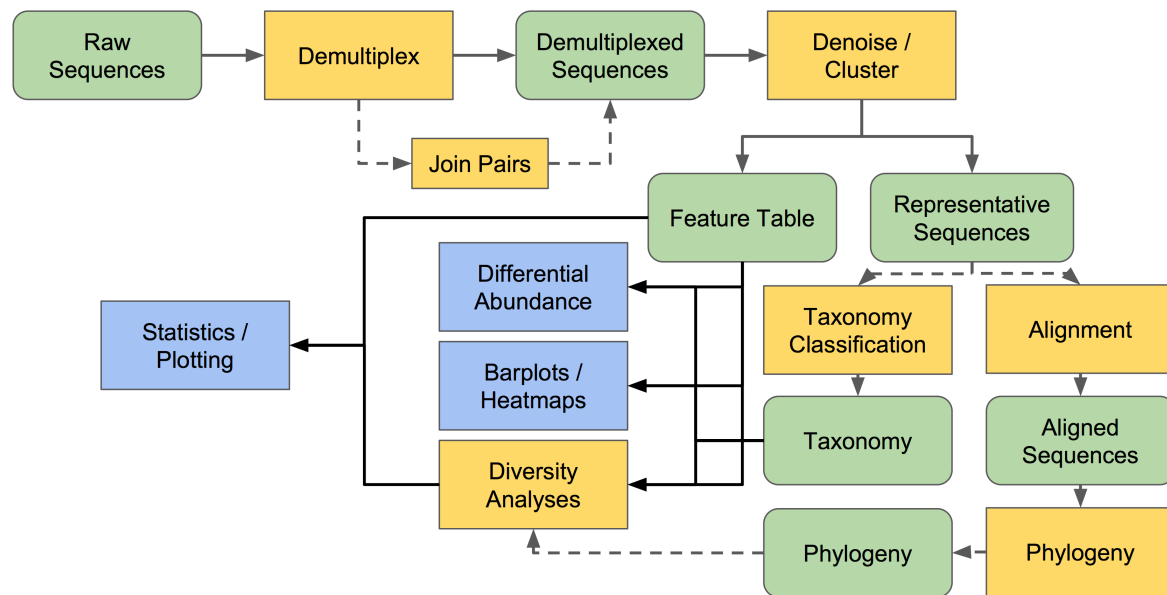 Raw
Sequences
Demultiplex
Demultiplexed
Sequences
Denoise /
Cluster
Join Pairs
Feature Table
Representative
Sequences
Differential
Abundance
Taxonomy
Classification
Alignment
Statistics /
Plotting
Barplots /
Heatmaps
Taxonomy
Aligned
Sequences
Diversity
Analyses
Phylogeny
Phylogeny